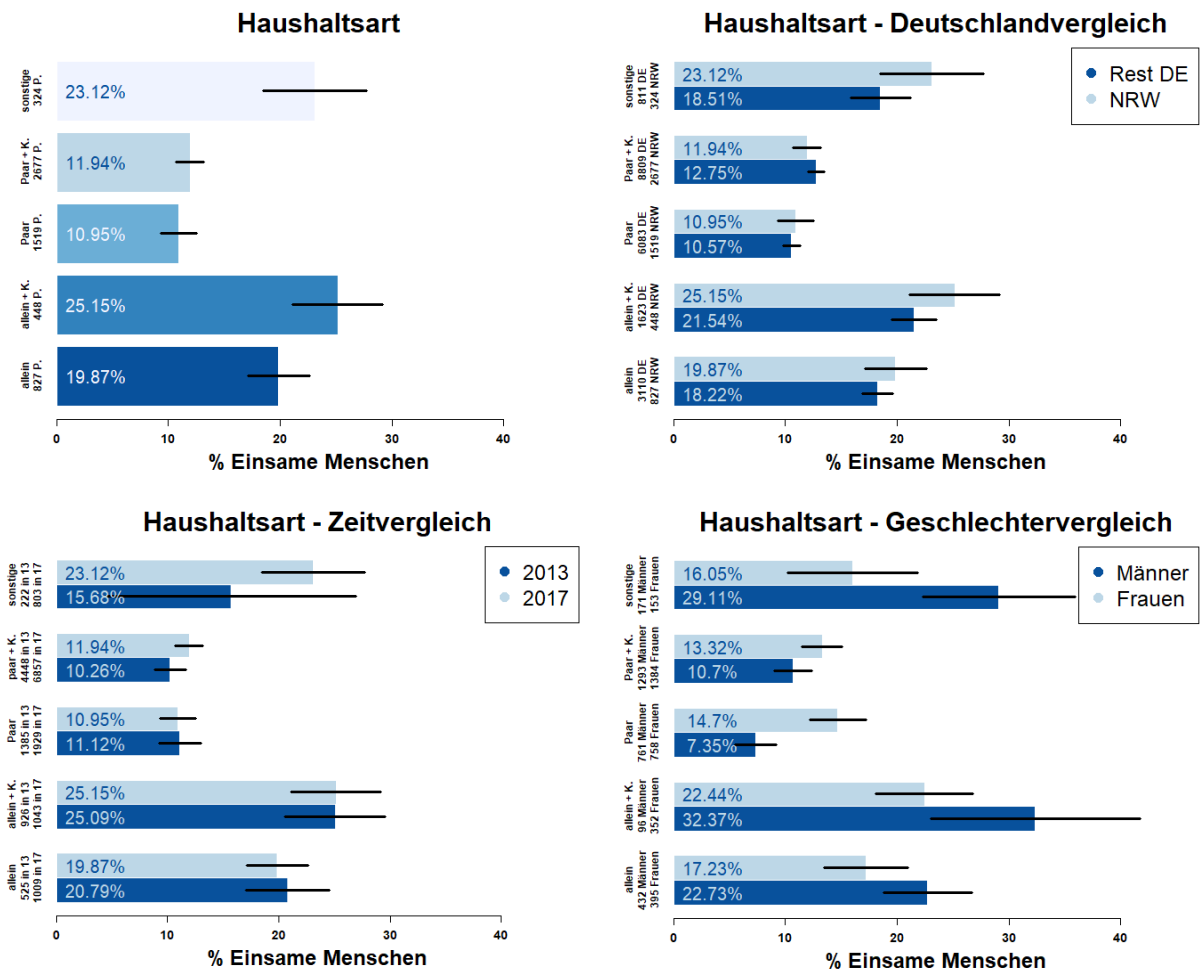 Haushaltsart
sonstige
324 P.
23.12%
Paar + K.
2677 P.
11.94%
Paar
1519 P.
10.95%
allein + K.
448 P.
25.15%
allein
827 P.
19.87%
0 10 20 30 40
% Einsame Menschen
Haushaltsart - Deutschlandvergleich
Rest DE
NRW
sonstige
811 DE
324 NRW
23.12%
18.51%
Paar + K.
8809 DE
2677 NRW
11.94%
12.75%
Paar
6083 DE
1519 NRW
10.95%
10.57%
allein + K.
1623 DE
448 NRW
25.15%
21.54%
allein
3110 DE
827 NRW
19.87%
18.22%
0 10 20 30 40
% Einsame Menschen
Haushaltsart - Zeitvergleich
2013
2017
sonstige
222 in 13
803 in 17
23.12%
15.68%
paar + K.
4448 in 13
6857 in 17
11.94%
10.26%
Paar
1385 in 13
1929 in 17
10.95%
11.12%
allein + K.
926 in 13
1043 in 17
25.15%
25.09%
allein
525 in 13
1009 in 17
19.87%
20.79%
0 10 20 30 40
% Einsame Menschen
Haushaltsart - Geschlechtervergleich
Männer
Frauen
sonstige
171 Männer
153 Frauen
16.05%
29.11%
Paar + K.
1293 Männer
1384 Frauen
13.32%
10.7%
Paar
761 Männer
758 Frauen
14.7%
7.35%
allein + K.
96 Männer
352 Frauen
22.44%
32.37%
allein
432 Männer
395 Frauen
17.23%
22.73%
0 10 20 30 40
% Einsame Menschen